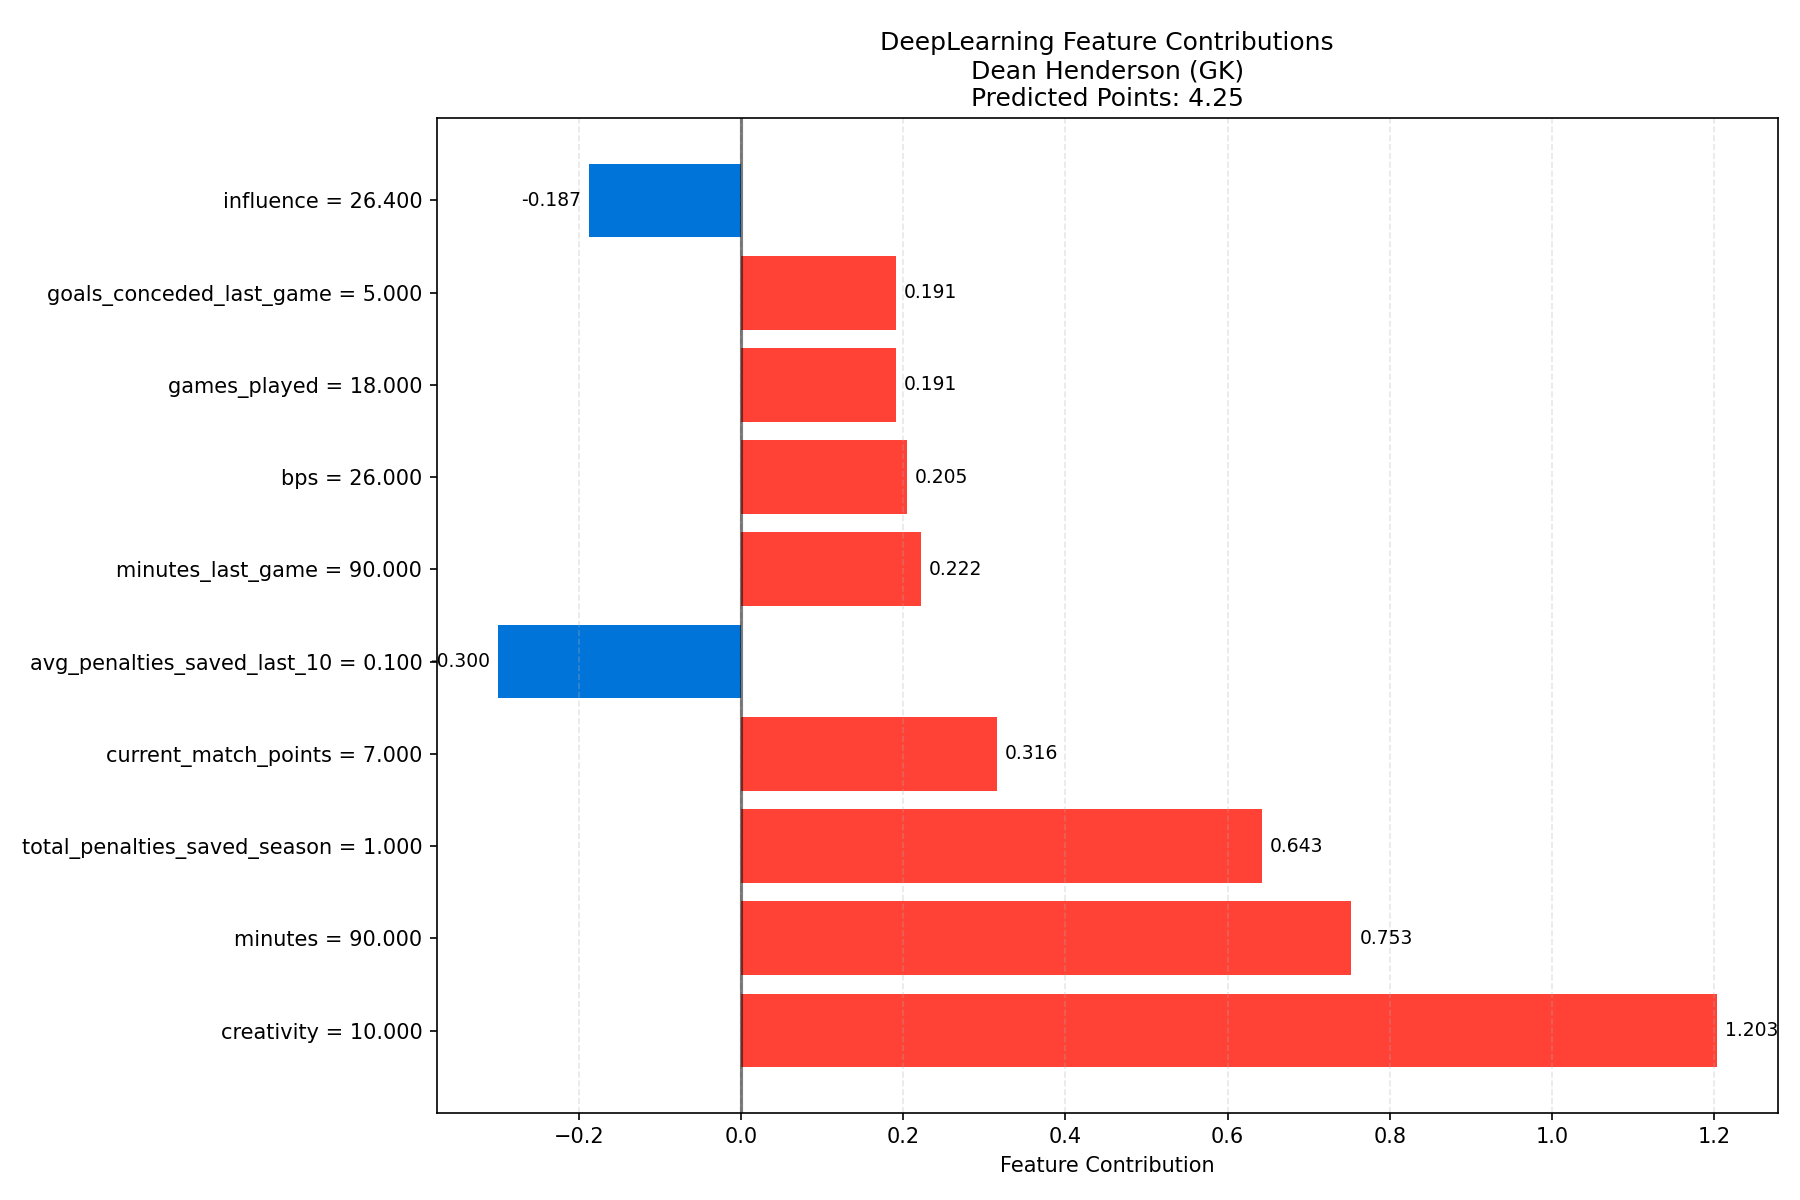 DeepLearning Feature Contributions
Dean Henderson (GK)
Predicted Points: 4.25
influence = 26.400
-0.187
goals_conceded_last_game = 5.000
0.191
games_played = 18.000
0.191
bps = 26.000
0.205
minutes_last_game = 90.000
0.222
avg_penalties_saved_last_10 = 0.100
-0.300
current_match_points = 7.000
0.316
total_penalties_saved_season = 1.000
0.643
minutes = 90.000
0.753
creativity = 10.000
1.203
−0.2 0.0 0.2 0.4 0.6 0.8 1.0 1.2
Feature Contribution